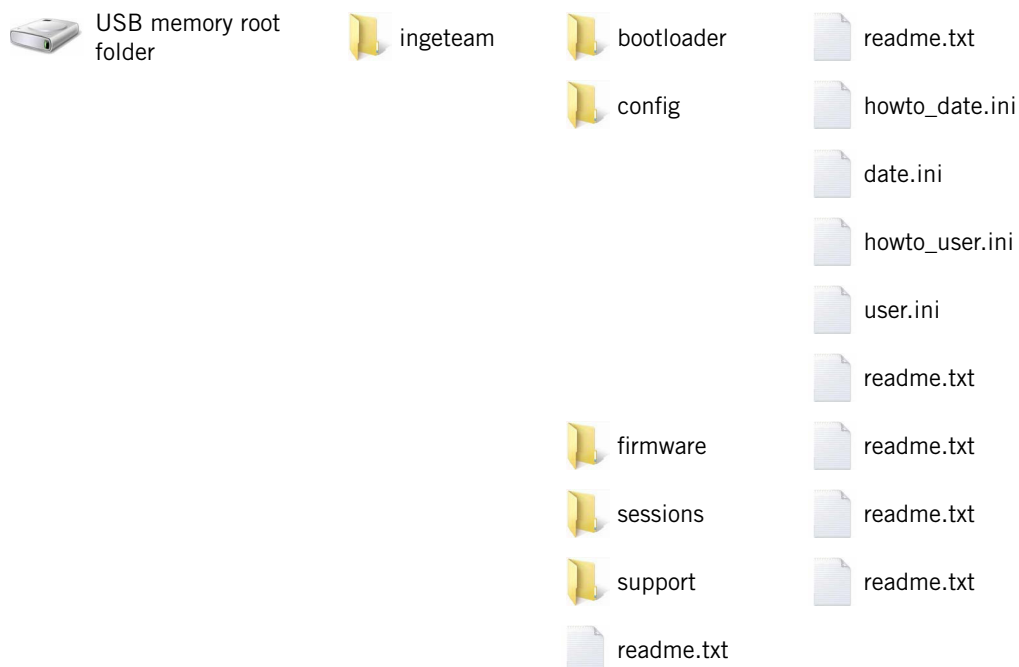 USB memory root
folder
ingeteam
bootloader
readme.txt
config
howto_date.ini
date.ini
howto_user.ini
user.ini
readme.txt
firmware
readme.txt
sessions
readme.txt
support
readme.txt
readme.txt